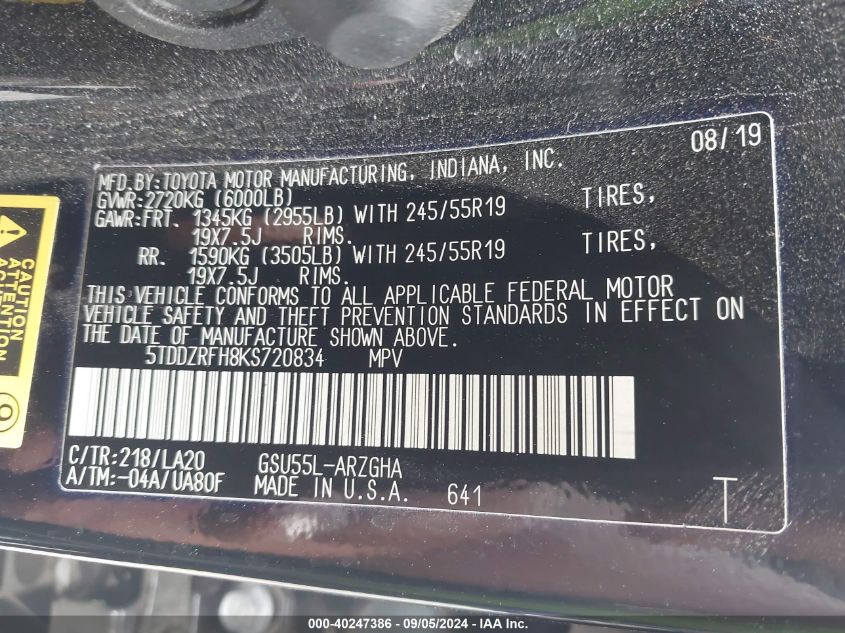 08/19
MFD.BY:TOYOTA MOTOR MANUFACTURING, INDIANA, INC.
GVWR:2720KG (6000LB)
GAWR:FRT. 1345KG (2955LB) WITH 245/55R19 TIRES,
19X7.5J RIMS.
RR. 1590KG (3505LB) WITH 245/55R19 TIRES,
19X7.5J RIMS.
THIS VEHICLE CONFORMS TO ALL APPLICABLE FEDERAL MOTOR
VEHICLE SAFETY AND THEFT PREVENTION STANDARDS IN EFFECT ON
THE DATE OF MANUFACTURE SHOWN ABOVE.
5TDDZRFH8KS720834 MPV
C/TR:218/LA20 GSU55L-ARZGHA
A/TM:-04A/UA80F MADE IN U.S.A. 641
T
CAUTION
ATTENTION
000-40247386 - 09/05/2024 - IAA Inc.